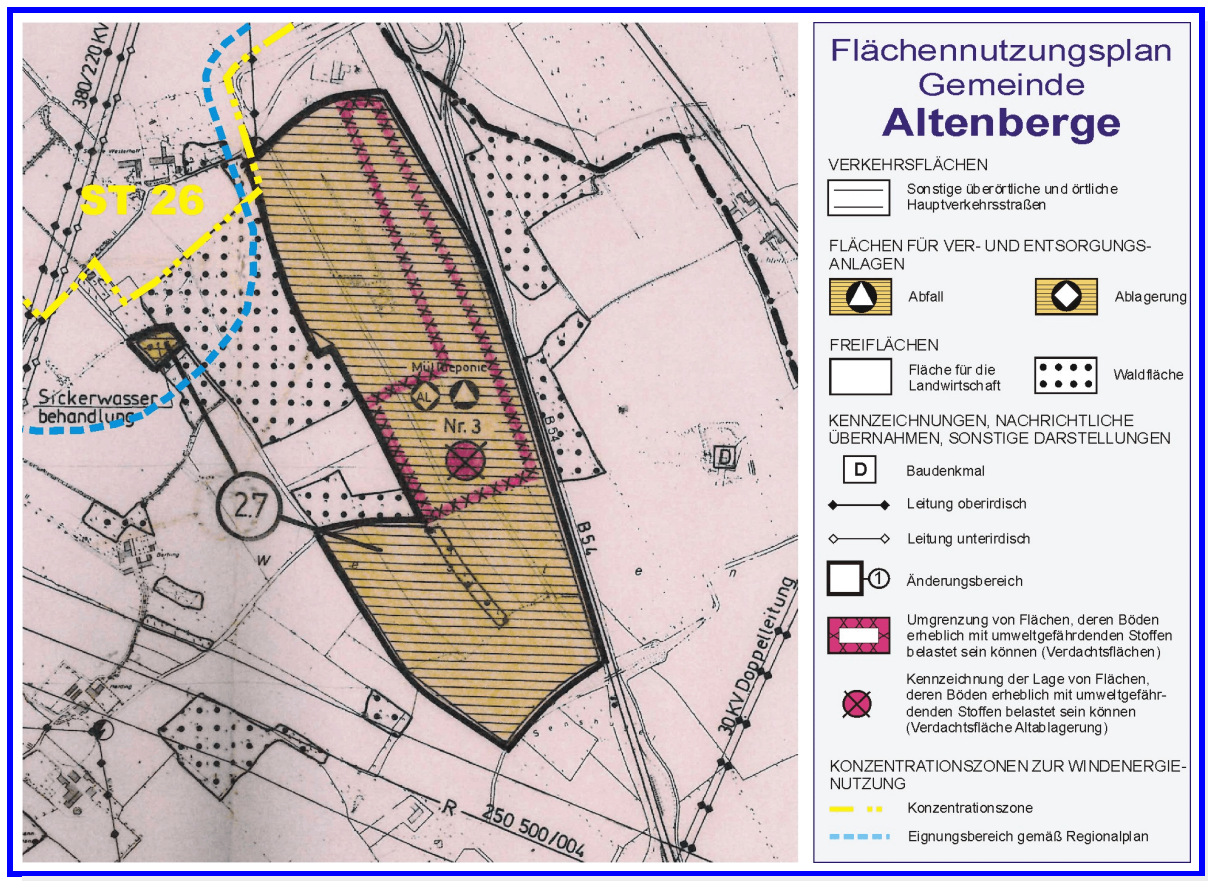 380/220 KV
Westerhoff
ST 26
Sickerwasser
behandlung
Mülldeponie
AL
Nr. 3
B 54
D
27
B 54
W e s t e n
Bertling
30 KV Doppelleitung
R 250 500/004
Flächennutzungsplan
Gemeinde
Altenberge
VERKEHRSFLÄCHEN
Sonstige überörtliche und örtliche
Hauptverkehrsstraßen
FLÄCHEN FÜR VER- UND ENTSORGUNGS-
ANLAGEN
Abfall
Ablagerung
FREIFLÄCHEN
Fläche für die
Landwirtschaft
Waldfläche
KENNZEICHNUNGEN, NACHRICHTLICHE
ÜBERNAHMEN, SONSTIGE DARSTELLUNGEN
D
Baudenkmal
Leitung oberirdisch
Leitung unterirdisch
1
Änderungsbereich
Umgrenzung von Flächen, deren Böden
erheblich mit umweltgefährdenden Stoffen
belastet sein können (Verdachtsflächen)
Kennzeichnung der Lage von Flächen,
deren Böden erheblich mit umweltgefähr-
denden Stoffen belastet sein können
(Verdachtsfläche Altablagerung)
KONZENTRATIONSZONEN ZUR WINDENERGIE-
NUTZUNG
Konzentrationszone
Eignungsbereich gemäß Regionalplan